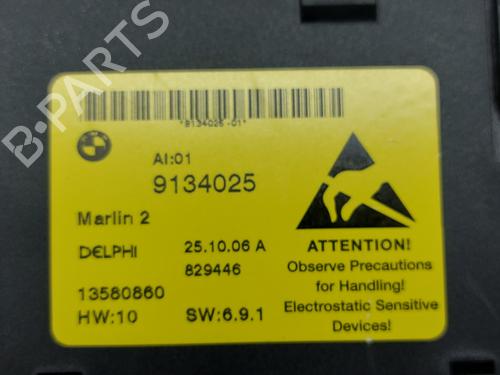 B-PARTS
*9134025-01*
AI:01
9134025
Marlin 2
DELPHI 25.10.06 A
829446
13580860
HW:10 SW:6.9.1
ATTENTION!
Observe Precautions
for Handling!
Electrostatic Sensitive
Devices!